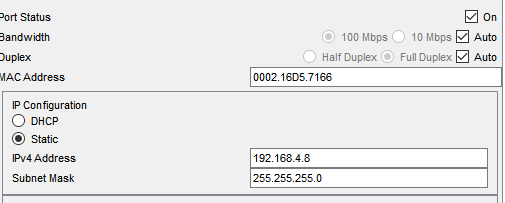 Port Status On
Bandwidth 100 Mbps 10 Mbps Auto
Duplex Half Duplex Full Duplex Auto
MAC Address 0002.16D5.7166
IP Configuration
DHCP
Static
IPv4 Address 192.168.4.8
Subnet Mask 255.255.255.0